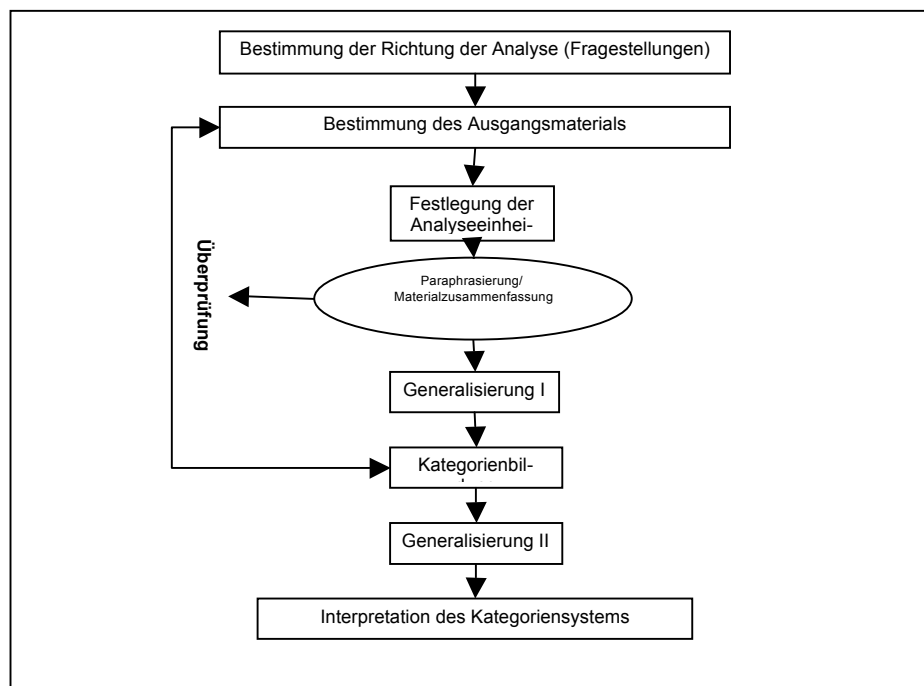 Bestimmung der Richtung der Analyse (Fragestellungen)
Bestimmung des Ausgangsmaterials
Festlegung der
Analyseeinhei-
Paraphrasierung/
Materialzusammenfassung
Überprüfung
Generalisierung I
Kategorienbil-
Generalisierung II
Interpretation des Kategoriensystems